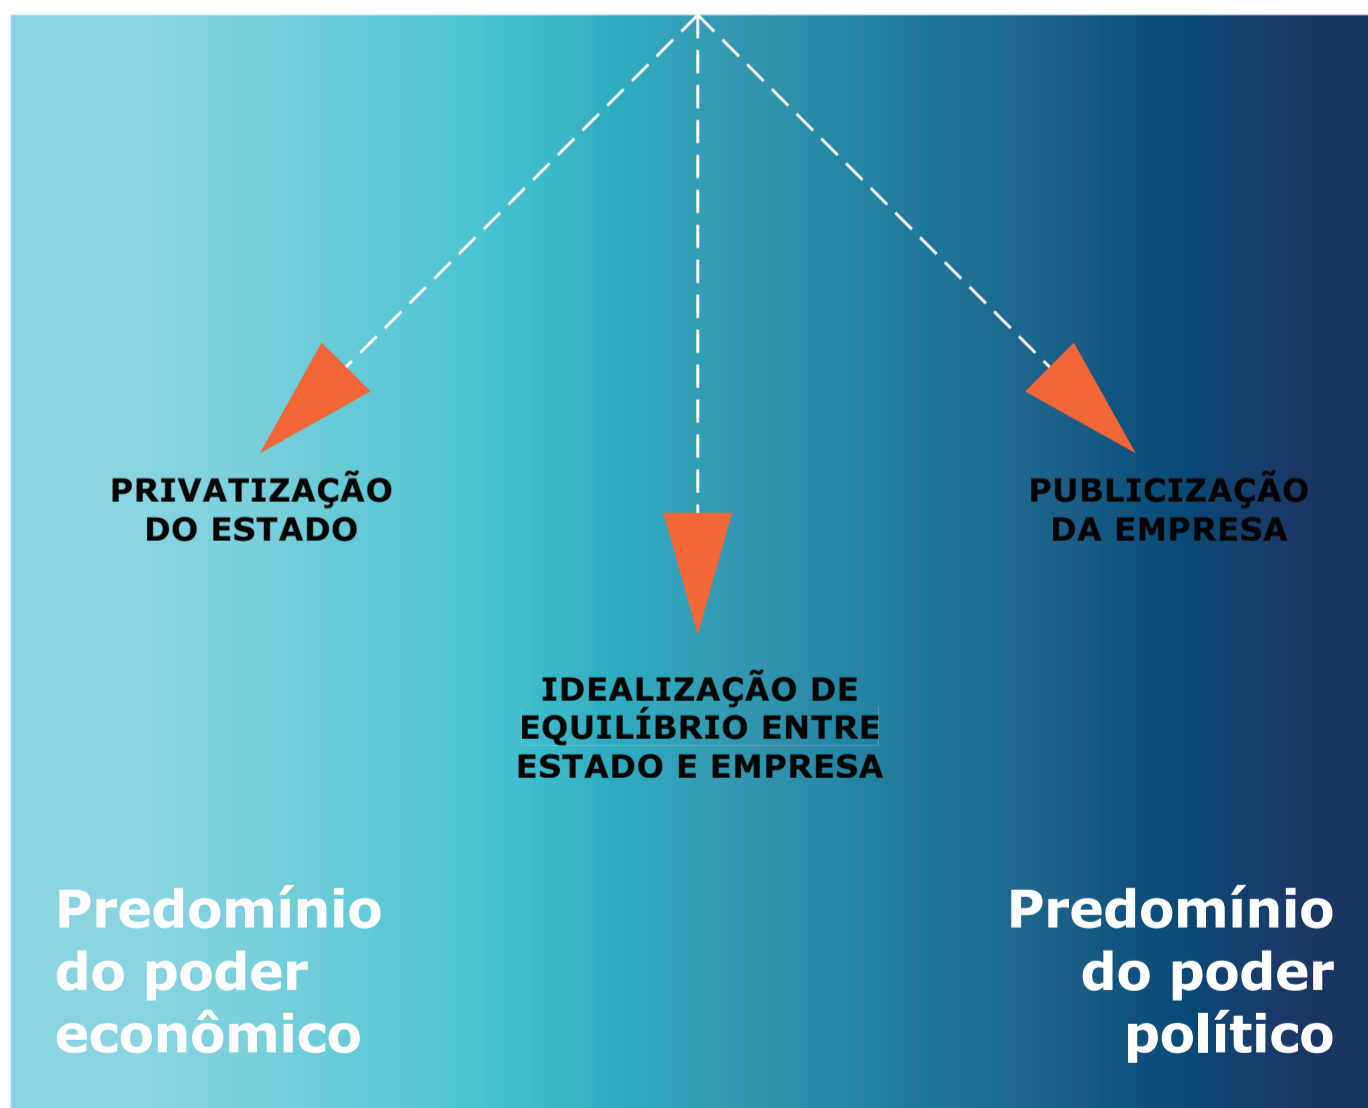 PRIVATIZAÇÃO
DO ESTADO
PUBLICIZAÇÃO
DA EMPRESA
IDEALIZAÇÃO DE
EQUILÍBRIO ENTRE
ESTADO E EMPRESA
Predomínio
do poder
econômico
Predomínio
do poder
político